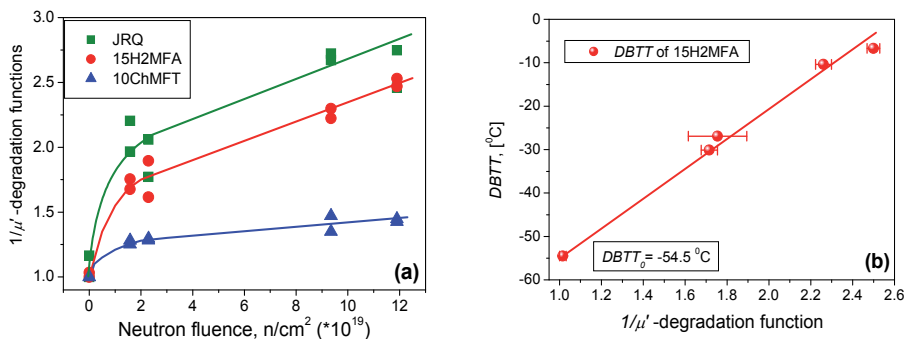 3.0
2.5
2.0
1.5
1.0
1/μ' -degradation functions
JRQ
15H2MFA
10ChMFT
(a)
0 2 4 6 8 10 12
Neutron fluence, n/cm² (*10¹⁹)
0
-10
-20
-30
-40
-50
-60
DBTT, [⁰C]
DBTT of 15H2MFA
DBTT₀= -54.5 ⁰C
(b)
1.0 1.2 1.4 1.6 1.8 2.0 2.2 2.4 2.6
1/μ' -degradation function